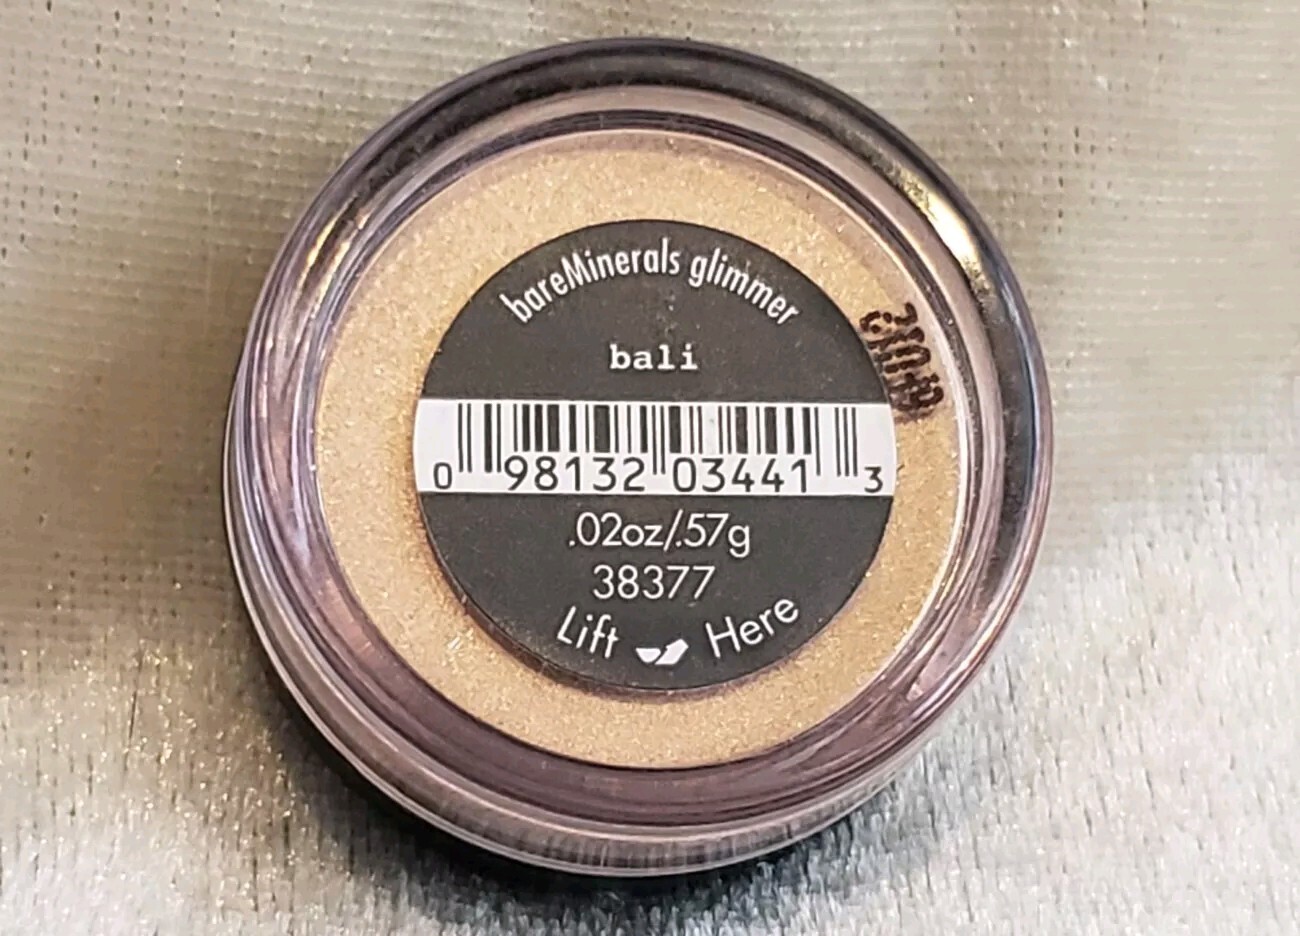 bareMinerals glimmer
bali
0 98132 03441 3
.02oz/.57g
38377
Lift Here